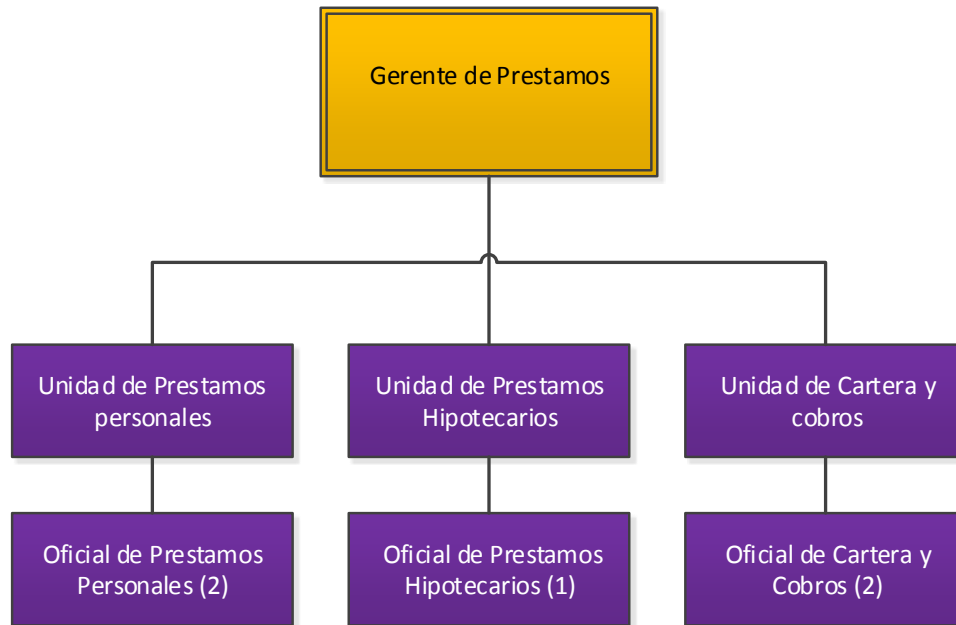 Gerente de Prestamos
Unidad de Prestamos
personales
Unidad de Prestamos
Hipotecarios
Unidad de Cartera y
cobros
Oficial de Prestamos
Personales (2)
Oficial de Prestamos
Hipotecarios (1)
Oficial de Cartera y
Cobros (2)